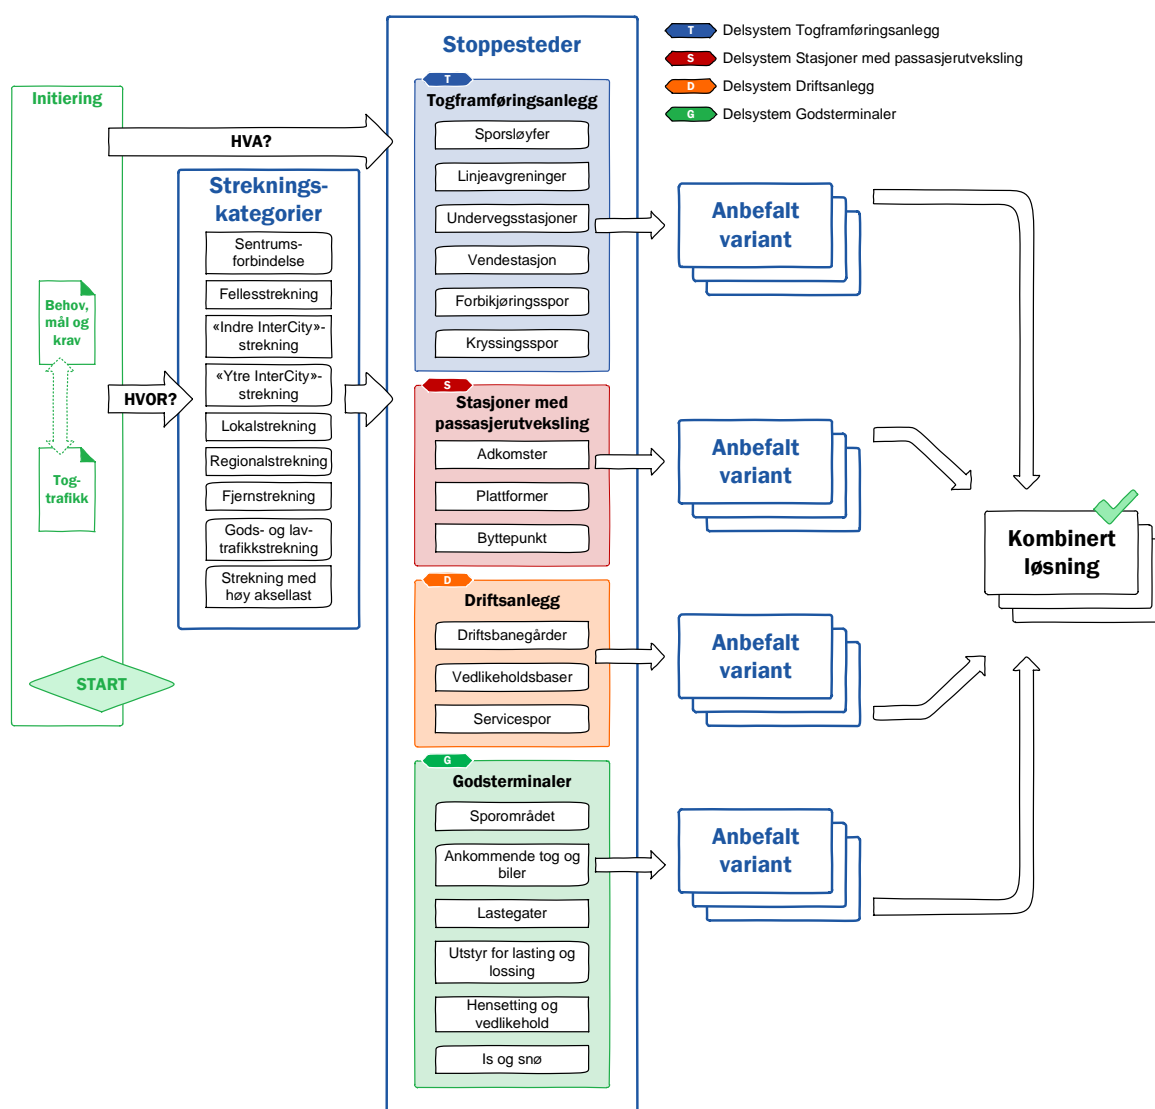 Initiering
Behov,
mål og
krav
Tog-
trafikk
START
HVA?
HVOR?
Streknings-
kategorier
Sentrums-
forbindelse
Fellesstrekning
«Indre InterCity»-
strekning
«Ytre InterCity»-
strekning
Lokalstrekning
Regionalstrekning
Fjernstrekning
Gods- og lav-
trafikkstrekning
Strekning med
høy aksellast
Stoppesteder
T
Togframføringsanlegg
Sporsløyfer
Linjeavgreninger
Undervegsstasjoner
Vendestasjon
Forbikjøringsspor
Kryssingsspor
S
Stasjoner med
passasjerutveksling
Adkomster
Plattformer
Byttepunkt
D
Driftsanlegg
Driftsbanegårder
Vedlikeholdsbaser
Servicespor
G
Godsterminaler
Sporområdet
Ankommende tog og
biler
Lastegater
Utstyr for lasting og
lossing
Hensetting og
vedlikehold
Is og snø
T Delsystem Togframføringsanlegg
S Delsystem Stasjoner med passasjerutveksling
D Delsystem Driftsanlegg
G Delsystem Godsterminaler
Anbefalt
variant
Anbefalt
variant
Anbefalt
variant
Anbefalt
variant
Kombinert
løsning